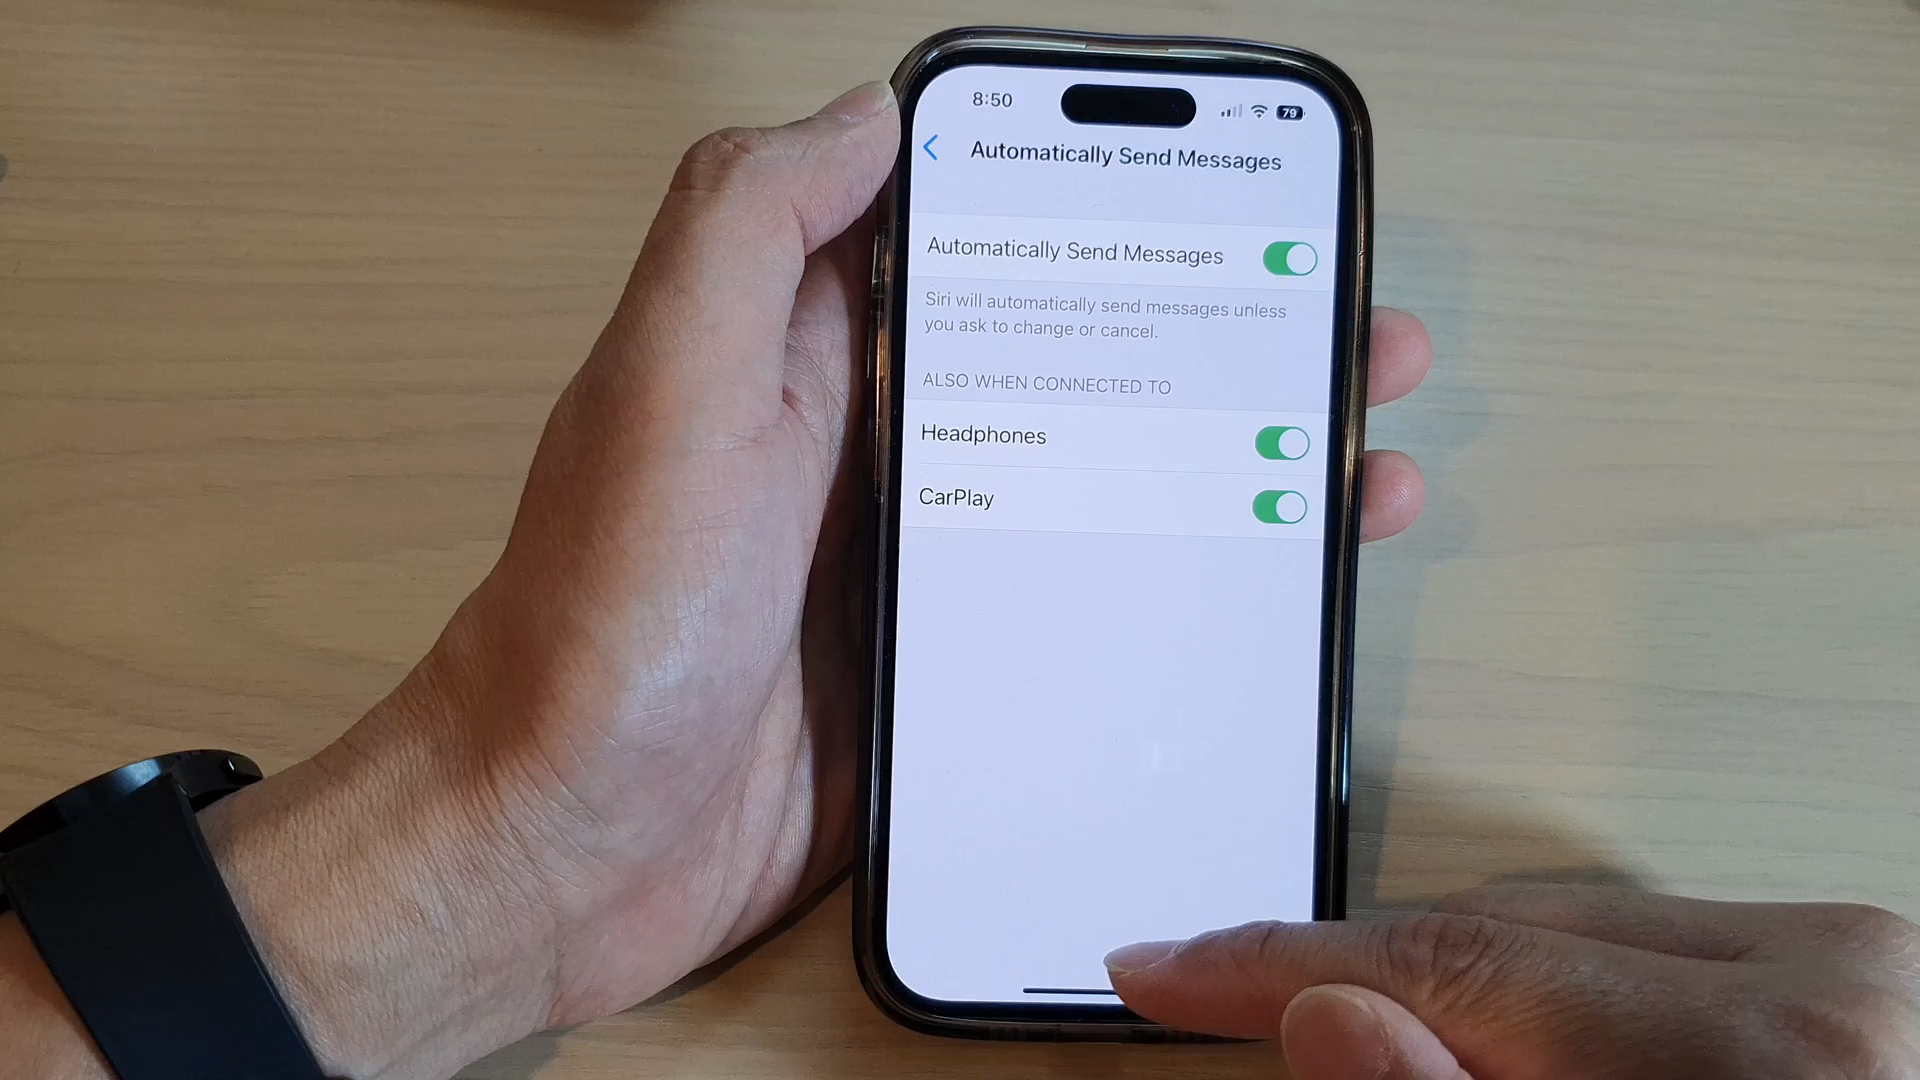 8:50
79
Automatically Send Messages
Automatically Send Messages
Siri will automatically send messages unless
you ask to change or cancel.
ALSO WHEN CONNECTED TO
Headphones
CarPlay